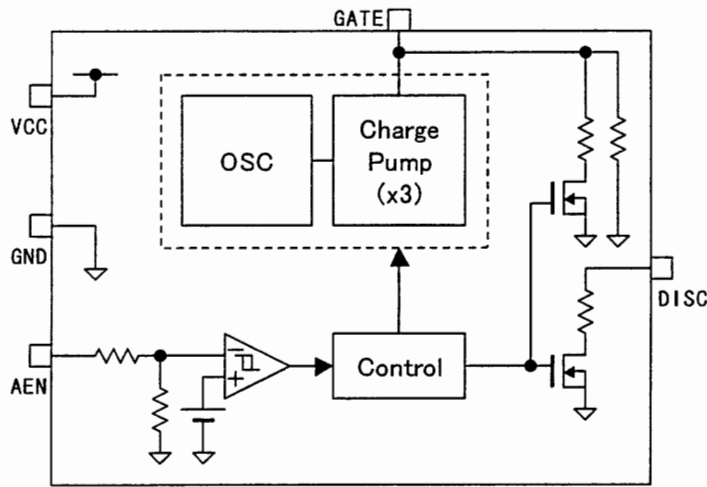 GATE
VCC
OSC
Charge
Pump
(x3)
GND
DISC
AEN
−
+
Control